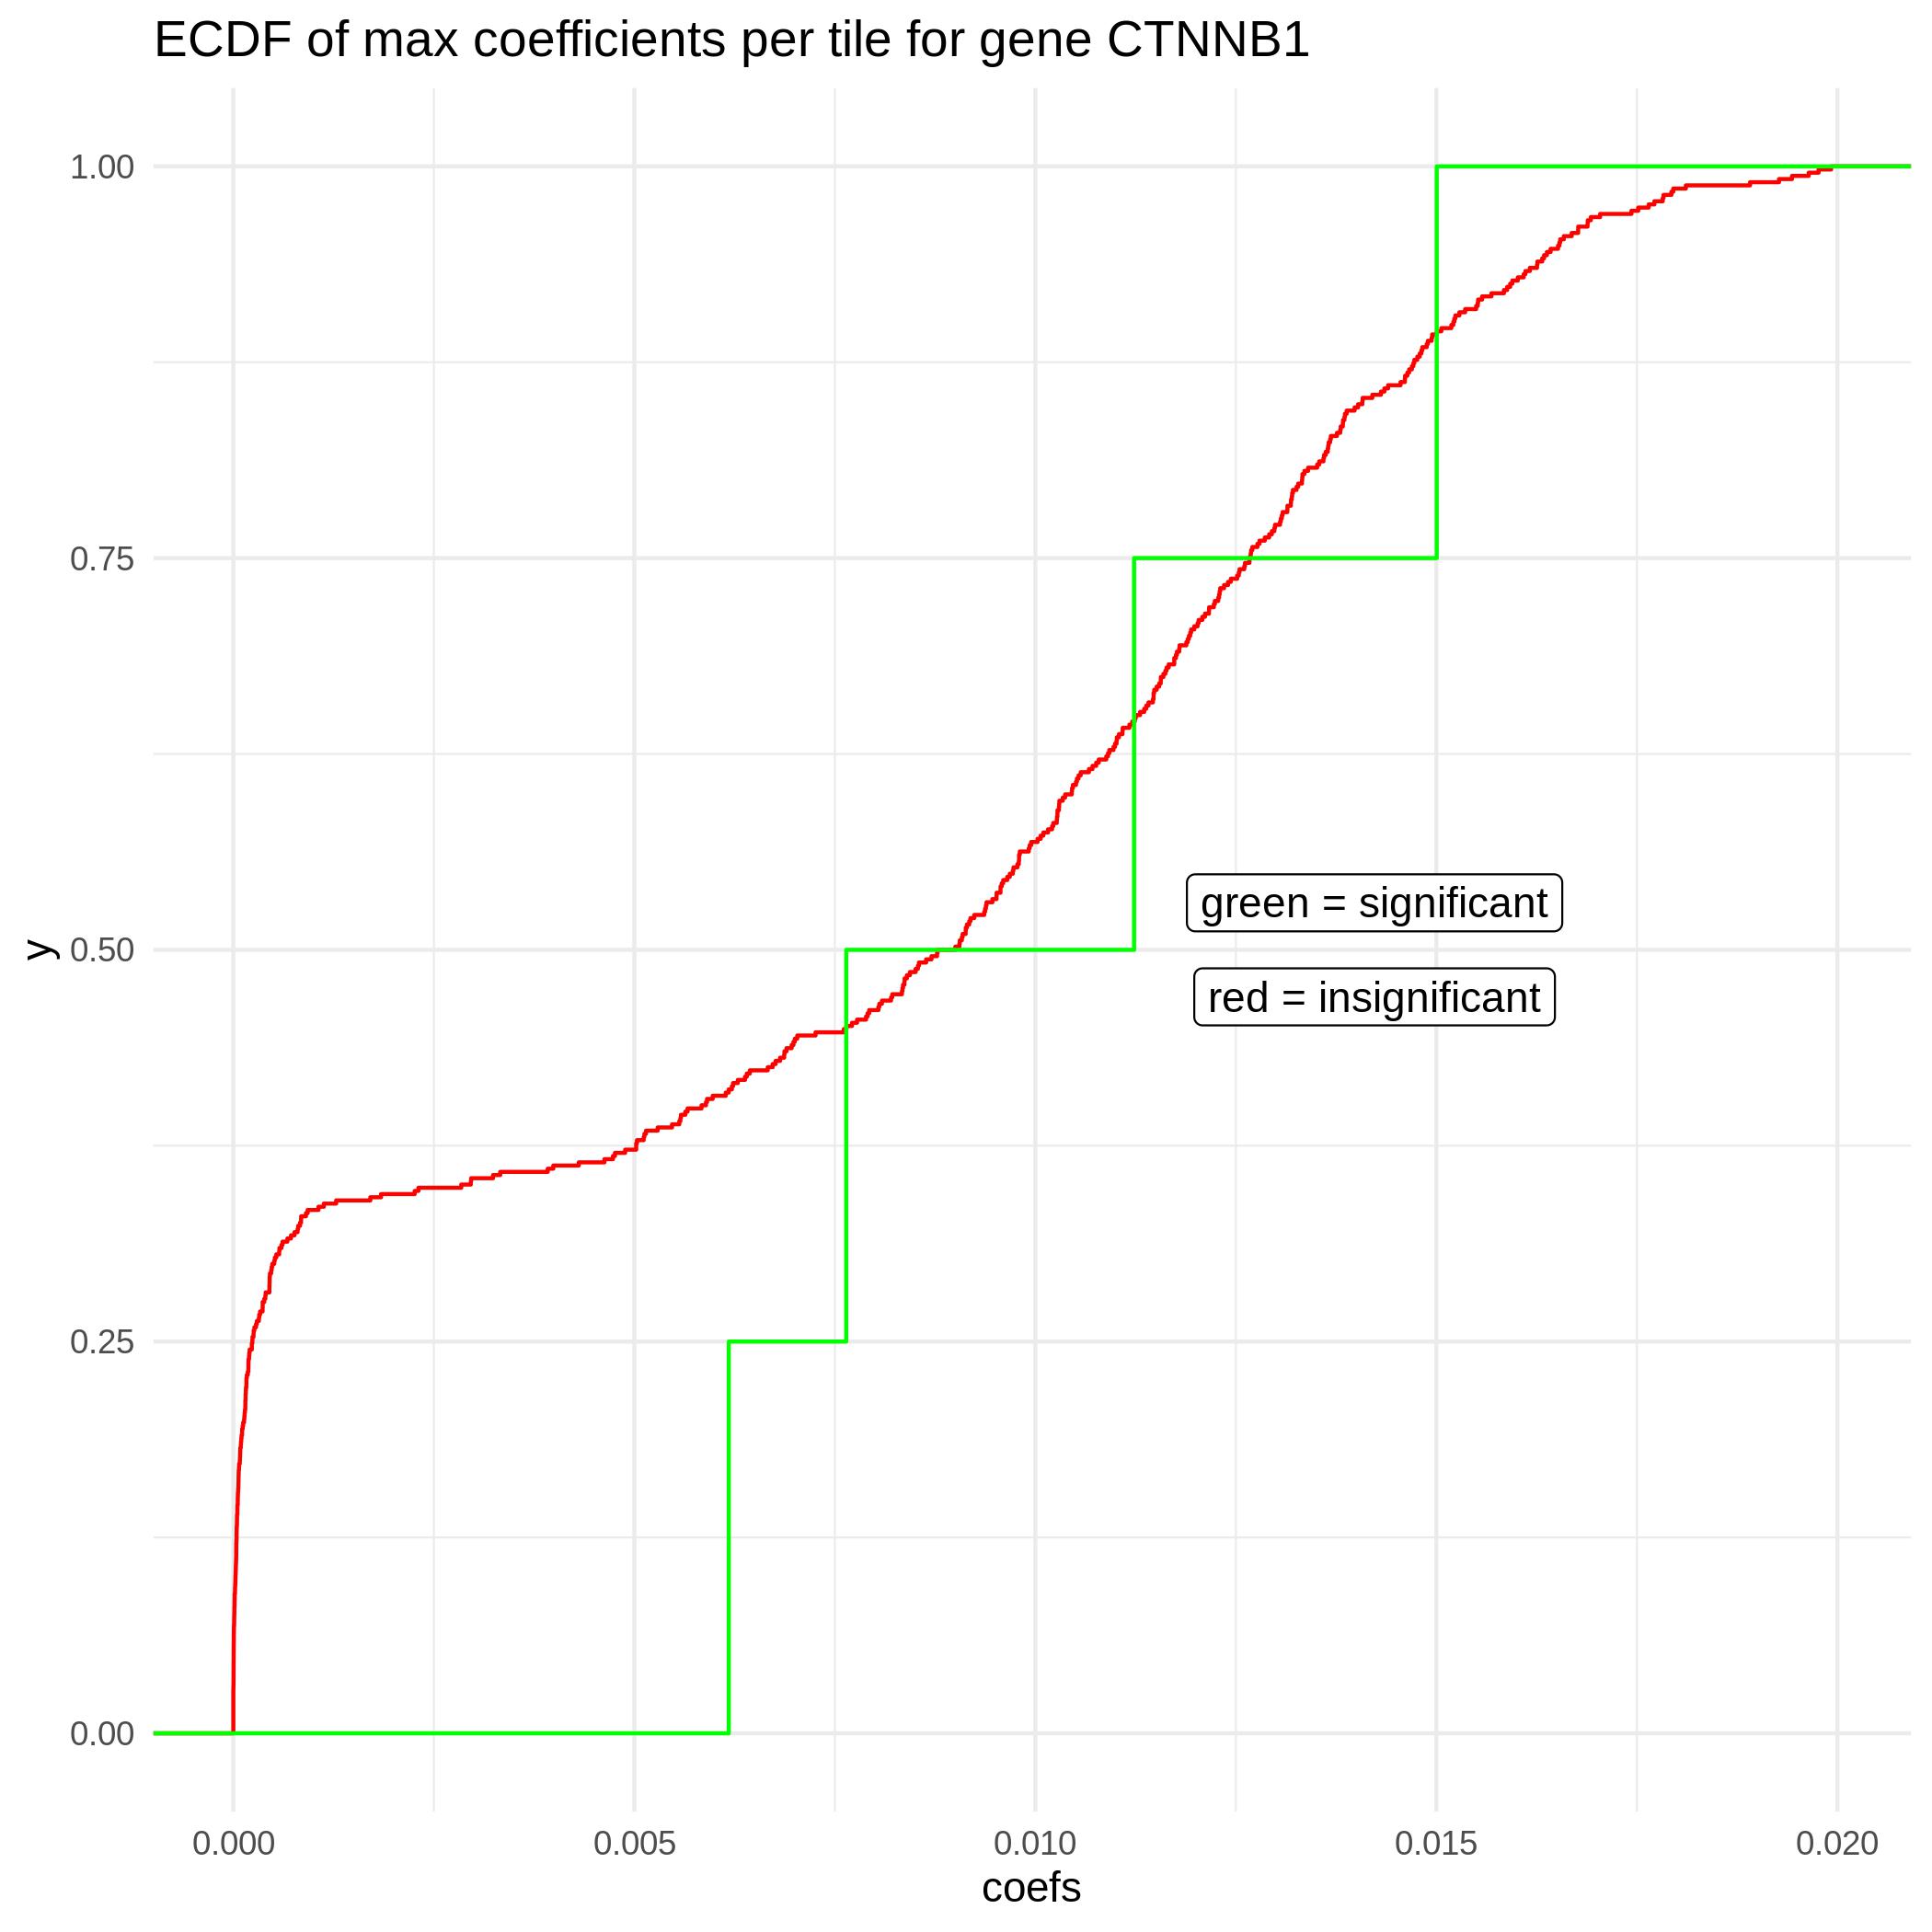 ECDF of max coefficients per tile for gene CTNNB1
1.00
0.75
0.50
0.25
0.00
y
green = significant
red = insignificant
0.000
0.005
0.010
0.015
0.020
coefs